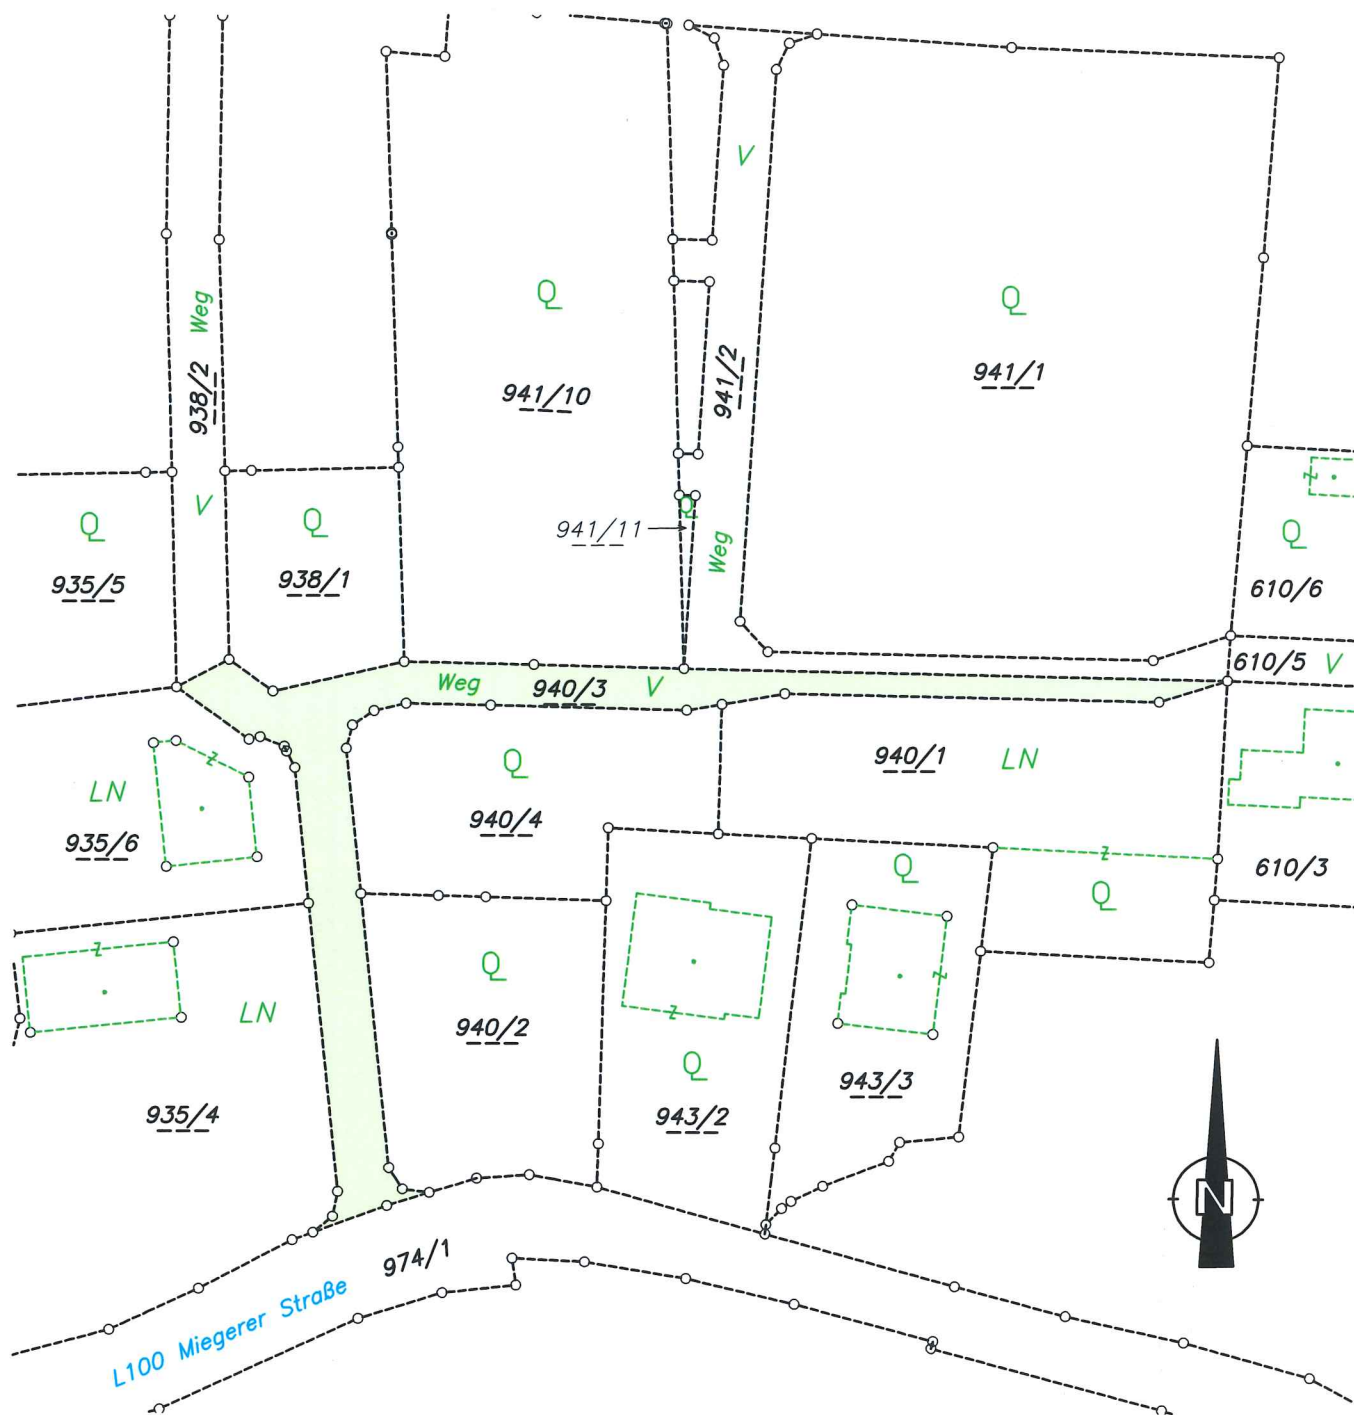 V
Weg
938/2
Q
941/10
941/2
Q
941/1
Q
935/5
V
Q
938/1
Q
941/11
Weg
Q
610/6
610/5 V
Weg
940/3
V
LN
935/6
Q
940/4
940/1 LN
610/3
Q
Q
LN
935/4
Q
940/2
Q
943/2
943/3
N
974/1
L100 Miegerer Straße